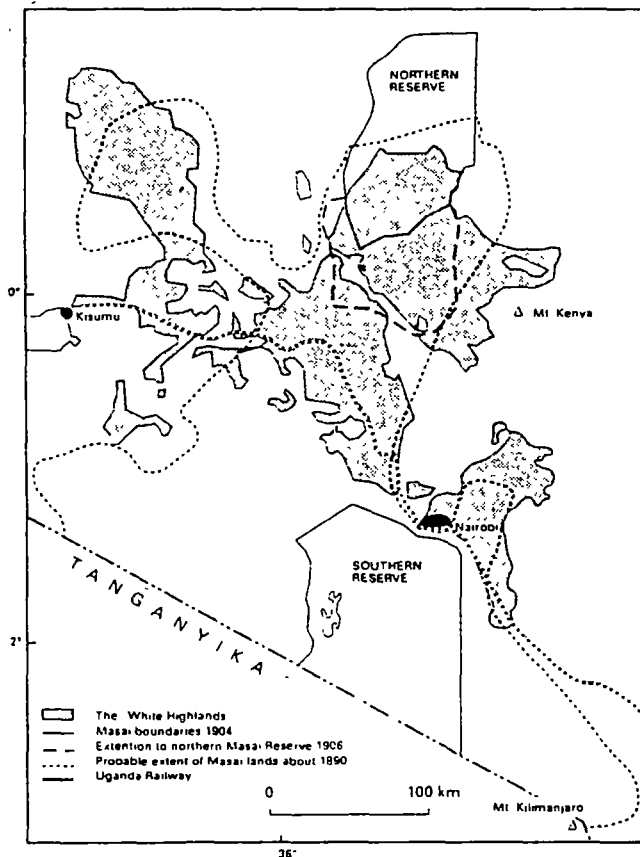 NORTHERN
RESERVE
0°
Kisumu
Mt Kenya
Nairobi
SOUTHERN
RESERVE
TANGANYIKA
2°
The White Highlands
Masai boundaries 1904
Extention to northern Masai Reserve 1906
Probable extent of Masai lands about 1890
Uganda Railway
0 100 km
Mt Kilimanjaro
36°